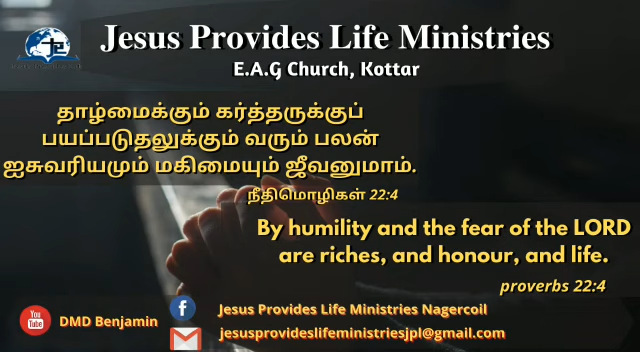 Jesus Provides Life Ministries
E.A.G Church, Kottar
தாழ்மைக்கும் கர்த்தருக்குப்
பயப்படுதலுக்கும் வரும் பலன்
ஐசுவரியமும் மகிமையும் ஜீவனுமாம்.
நீதிமொழிகள் 22:4
By humility and the fear of the LORD
are riches, and honour, and life.
proverbs 22:4
You
Tube
DMD Benjamin
Jesus Provides Life Ministries Nagercoil
jesusprovideslifeministriesjpl@gmail.com